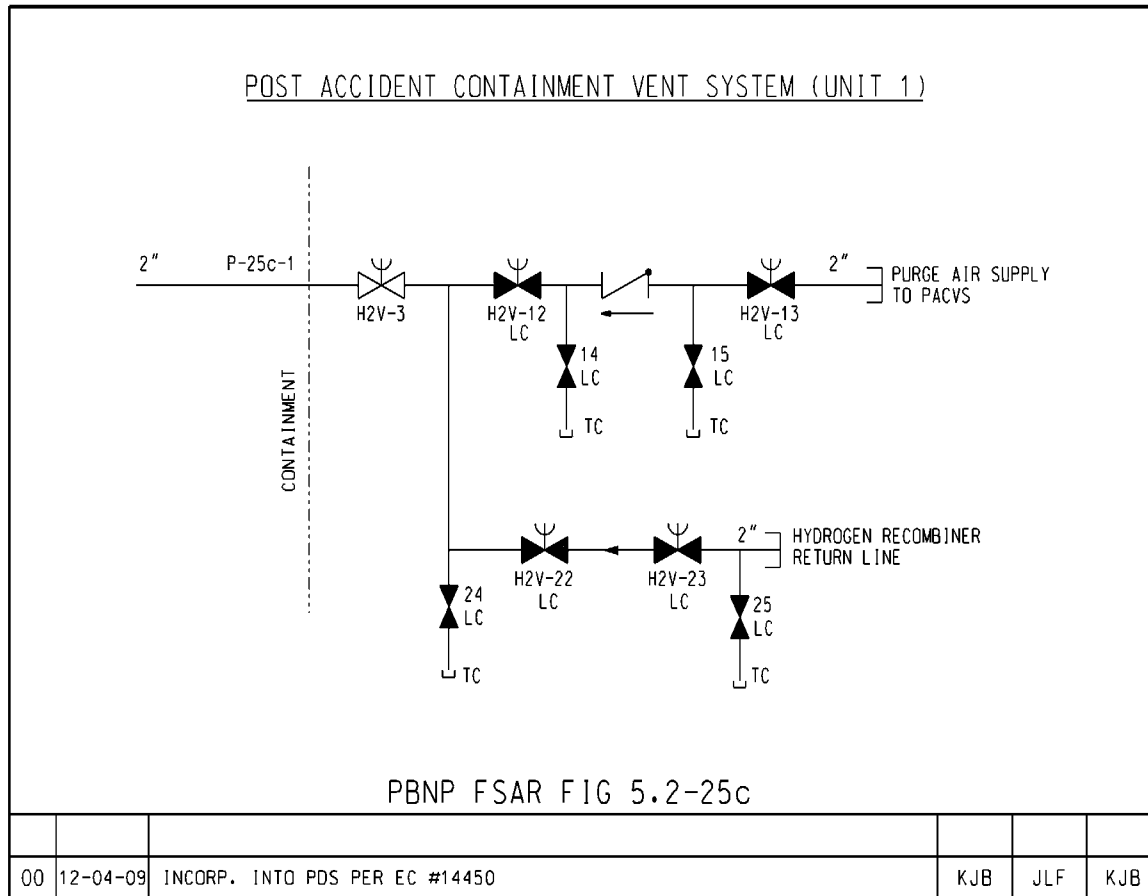 POST ACCIDENT CONTAINMENT VENT SYSTEM (UNIT 1)
2"
P-25c-1
2"
PURGE AIR SUPPLY
TO PACVS
H2V-3
H2V-12
LC
H2V-13
LC
14
LC
15
LC
TC
TC
CONTAINMENT
2"
HYDROGEN RECOMBINER
RETURN LINE
H2V-22
LC
H2V-23
LC
24
LC
25
LC
TC
TC
PBNP FSAR FIG 5.2-25c
00 12-04-09 INCORP. INTO PDS PER EC #14450 KJB JLF KJB